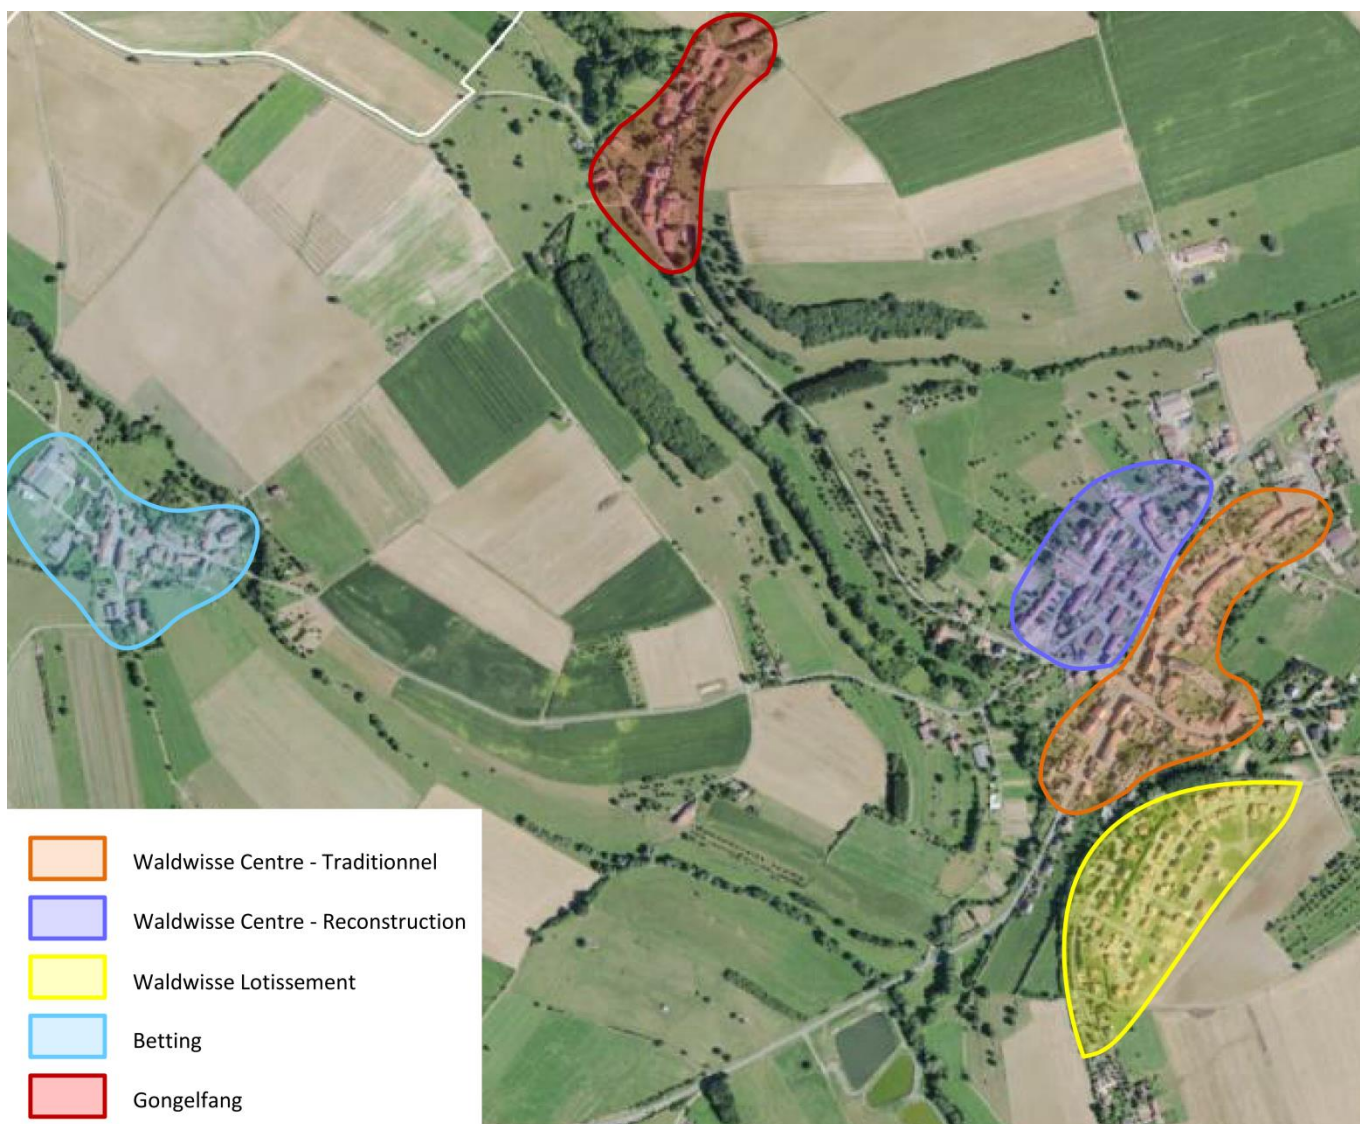 Waldwisse Centre - Traditionnel
Waldwisse Centre - Reconstruction
Waldwisse Lotissement
Betting
Gongelfang